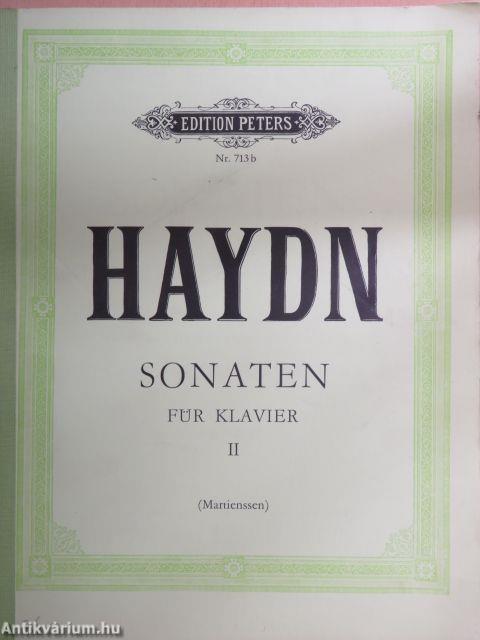 EDITION PETERS
Nr. 713b
HAYDN
SONATEN
FÜR KLAVIER
II
(Martienssen)
Antikvárium.hu